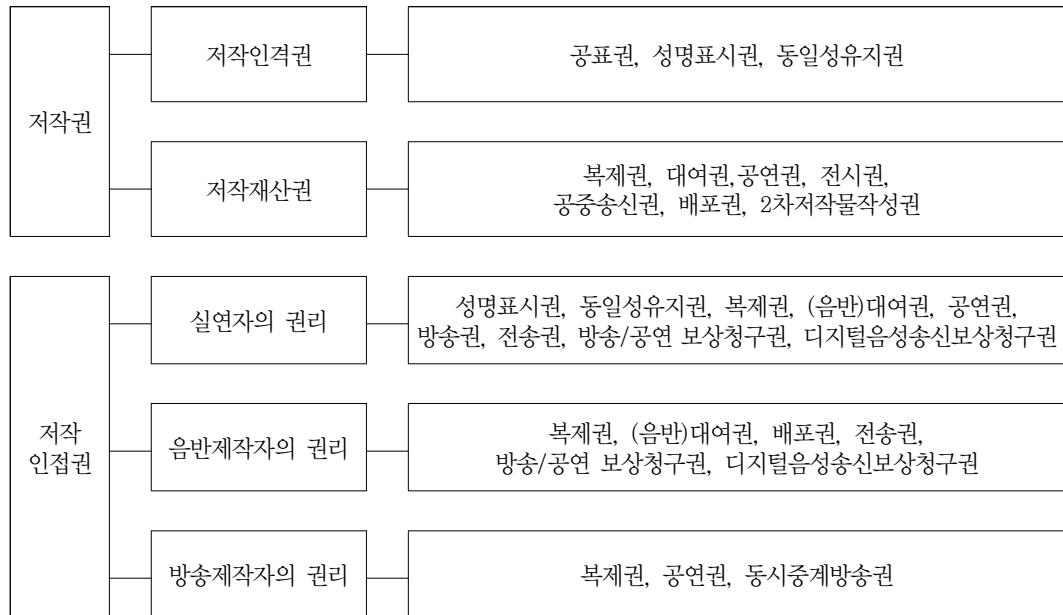 저작권
저작인격권
공표권, 성명표시권, 동일성유지권
저작재산권
복제권, 대여권,공연권, 전시권,
공중송신권, 배포권, 2차저작물작성권
저작
인접권
실연자의 권리
성명표시권, 동일성유지권, 복제권, (음반)대여권, 공연권,
방송권, 전송권, 방송/공연 보상청구권, 디지털음성송신보상청구권
음반제작자의 권리
복제권, (음반)대여권, 배포권, 전송권,
방송/공연 보상청구권, 디지털음성송신보상청구권
방송제작자의 권리
복제권, 공연권, 동시중계방송권